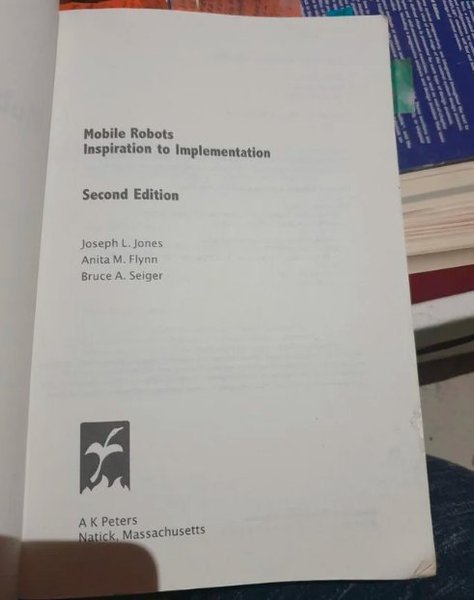 Mobile Robots
Inspiration to Implementation
Second Edition
Joseph L. Jones
Anita M. Flynn
Bruce A. Seiger
A K Peters
Natick, Massachusetts